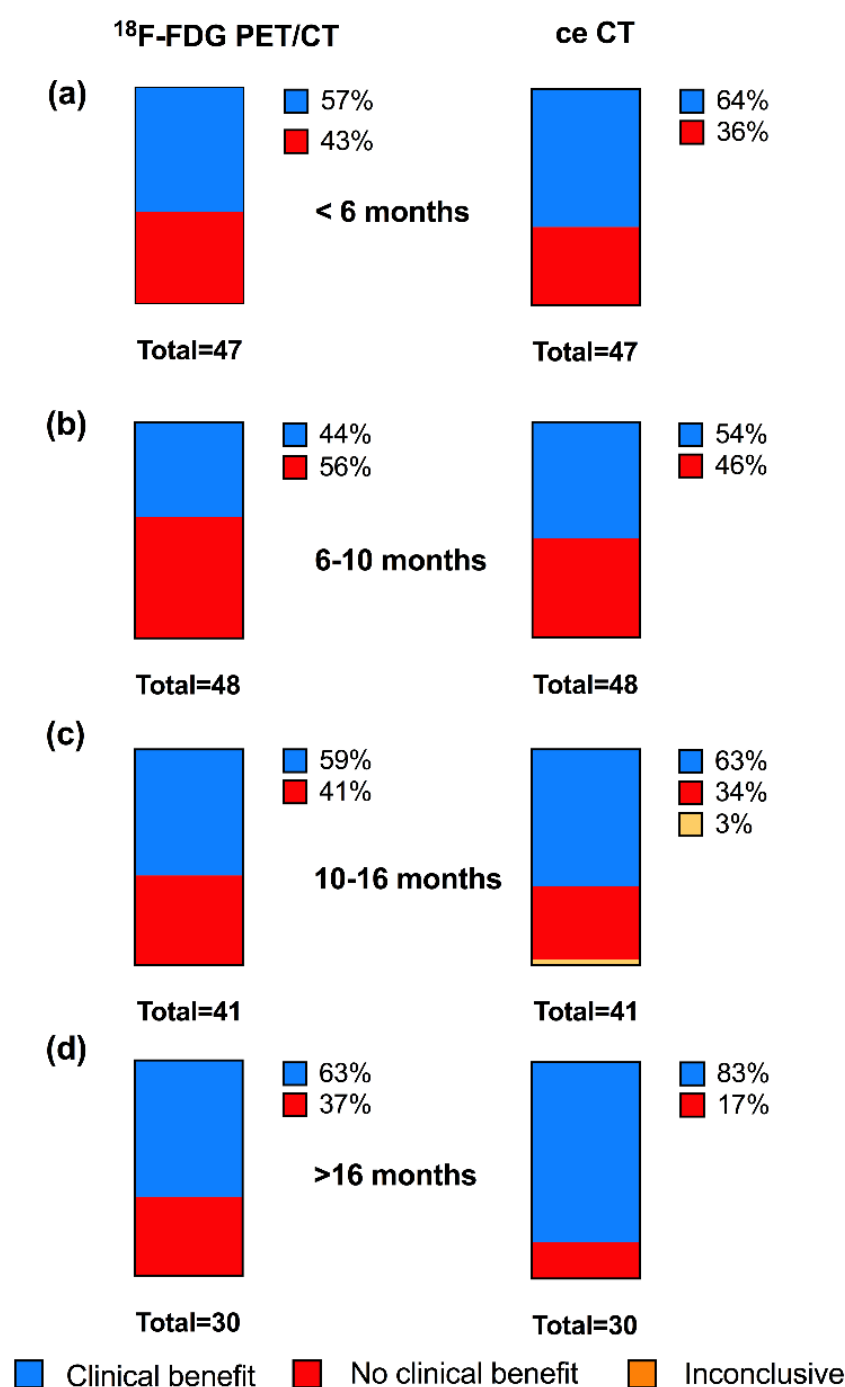 ¹⁸F-FDG PET/CT
ce CT
(a)
57%
43%
64%
36%
< 6 months
Total=47
Total=47
(b)
44%
56%
54%
46%
6-10 months
Total=48
Total=48
(c)
59%
41%
63%
34%
3%
10-16 months
Total=41
Total=41
(d)
63%
37%
83%
17%
>16 months
Total=30
Total=30
Clinical benefit
No clinical benefit
Inconclusive